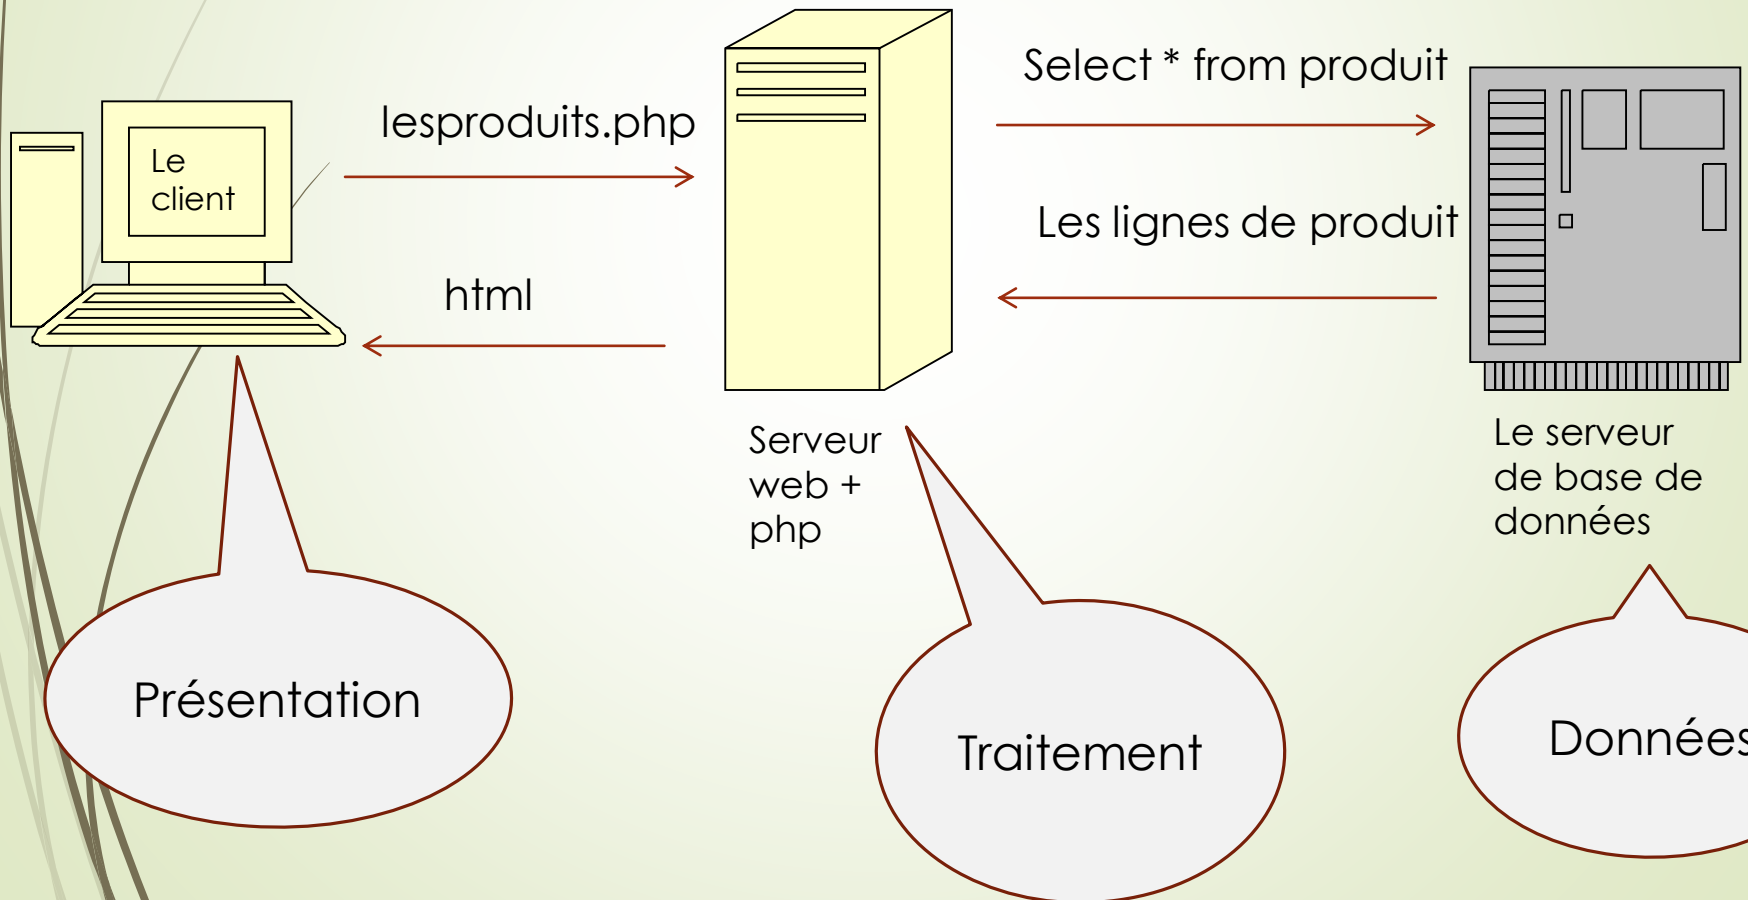 Select * from produit
lesproduits.php
Le
client
Les lignes de produit
html
Serveur
web +
php
Le serveur
de base de
données
Présentation
Traitement
Données